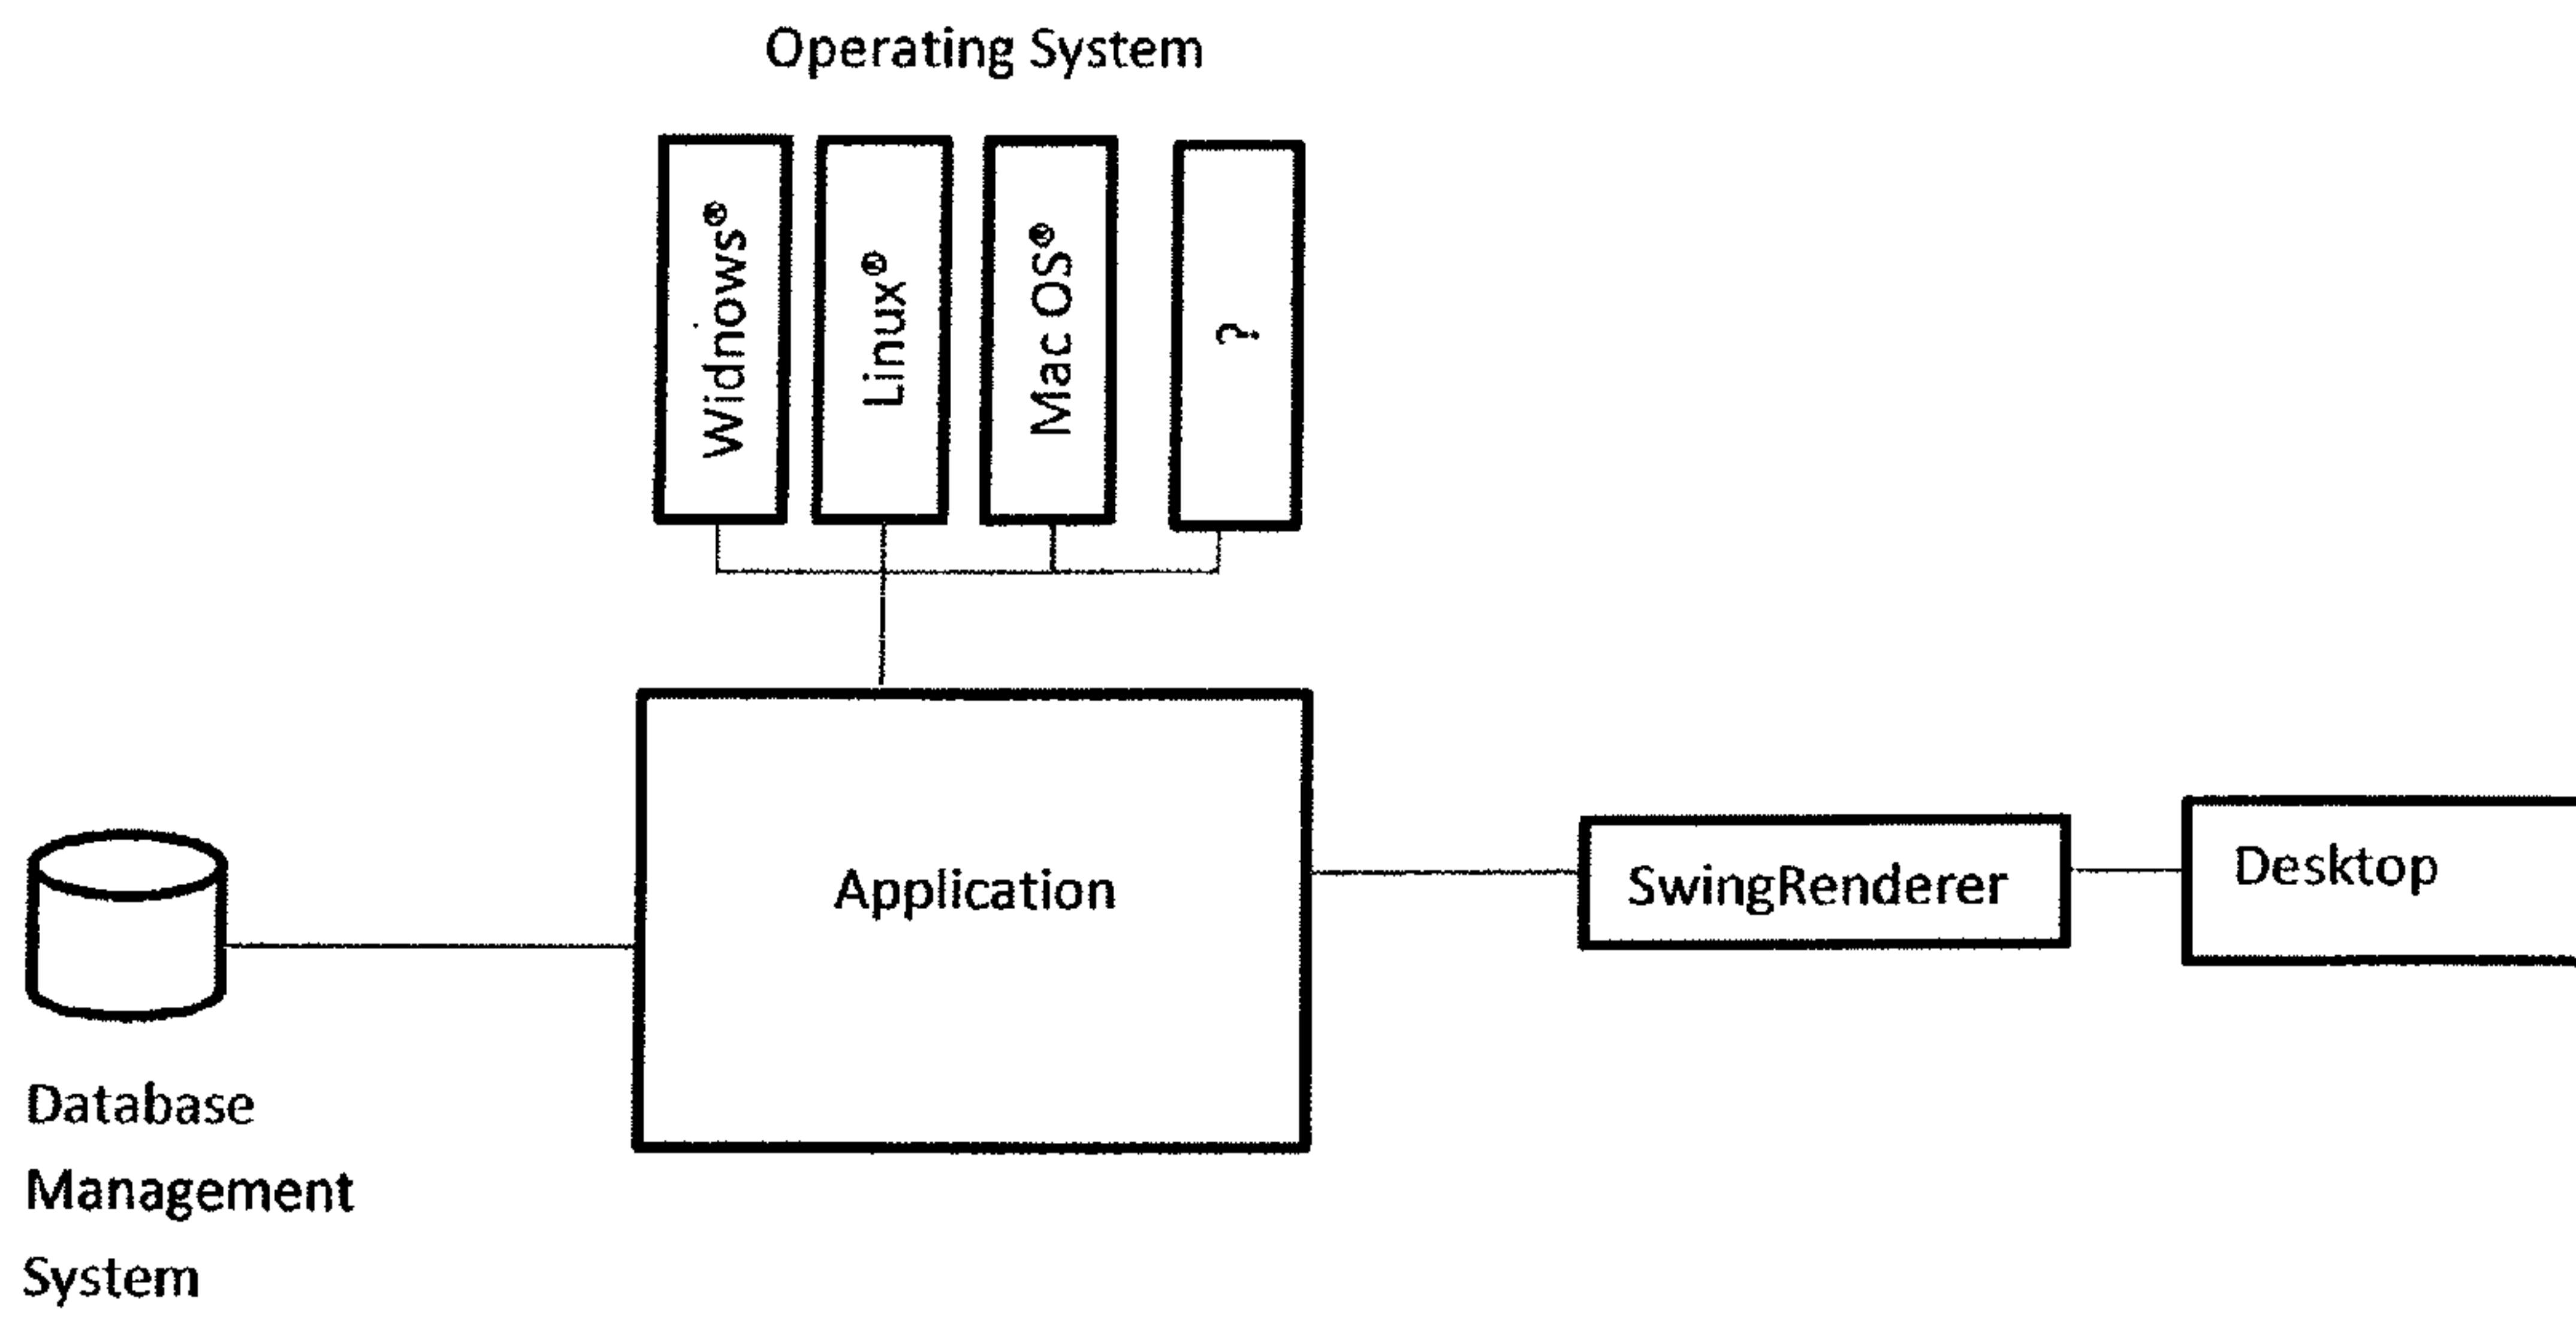 Operating System
Widnows®
Linux®
Mac OS®
?
Application
SwingRenderer
Desktop
Database
Management
System